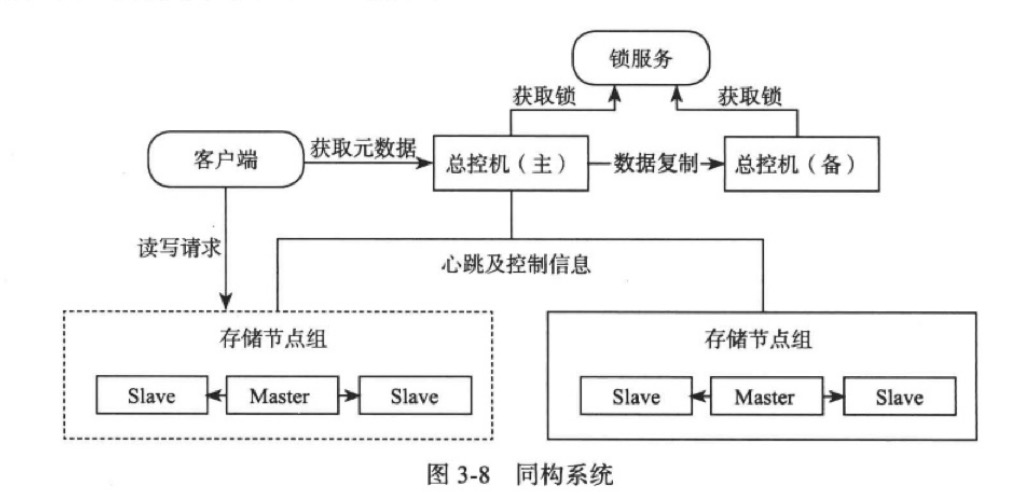 锁服务
获取锁
获取锁
客户端
获取元数据
总控机（主）
数据复制
总控机（备）
读写请求
心跳及控制信息
存储节点组
存储节点组
Slave
Master
Slave
Slave
Master
Slave
图 3-8 同构系统